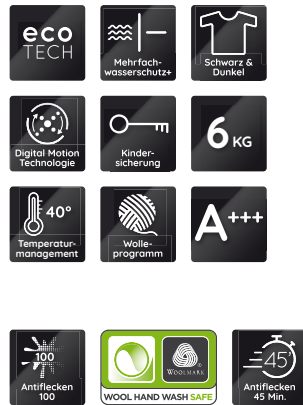 eco
TECH
Mehrfach-
wasserschutz+
Schwarz &
Dunkel
Digital Motion
Technologie
Kinder-
sicherung
6 KG
40°
Temperatur-
management
Wolle-
programm
A+++
100
Antiflecken
100
WOOLMARK
WOOL HAND WASH SAFE
45'
Antiflecken
45 Min.